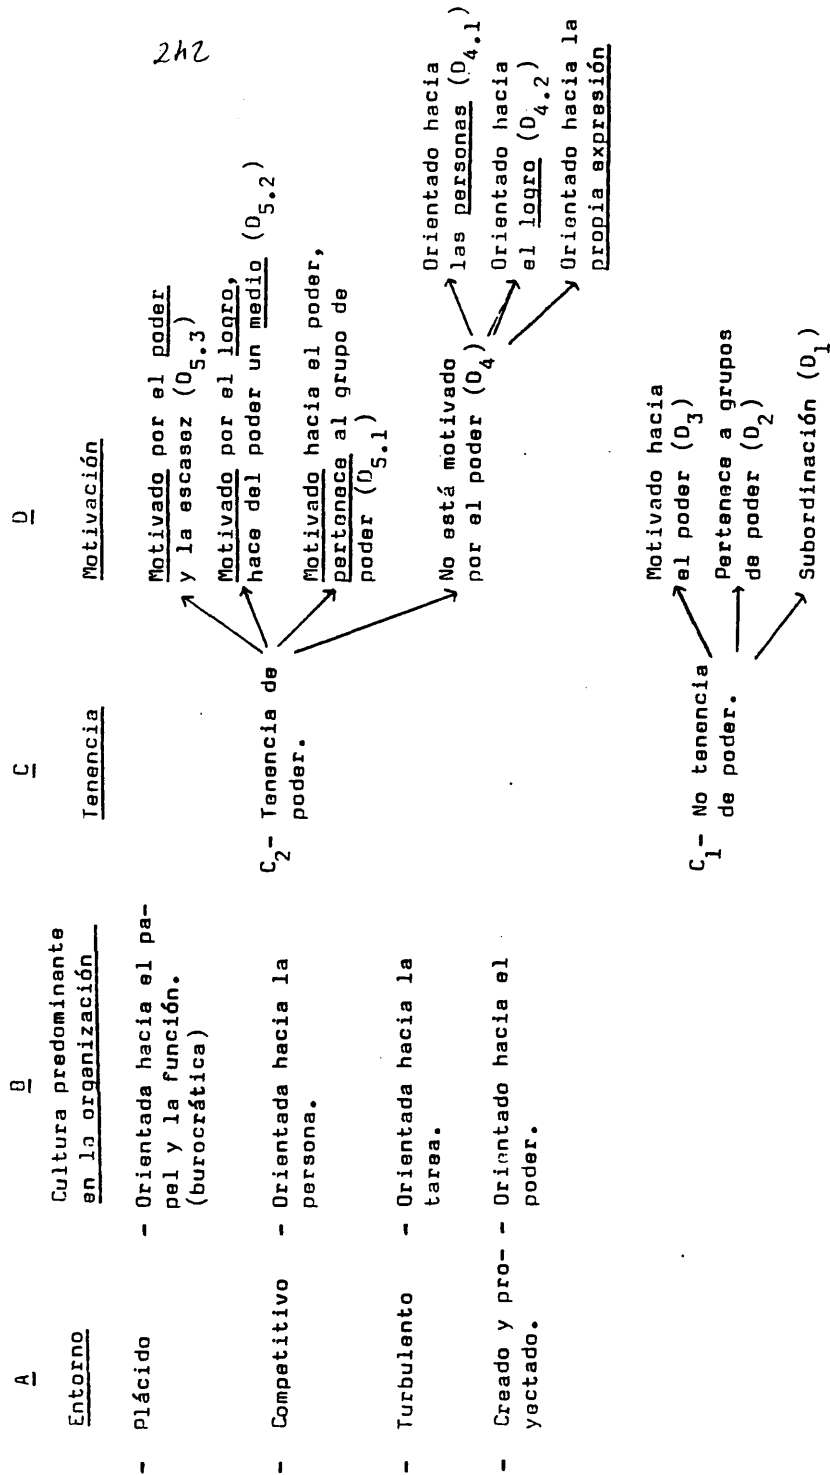 242
A
Entorno
- Plácido
- Competitivo
- Turbulento
- Creado y pro-
yectado.
B
Cultura predominante
en la organización
- Orientada hacia el pa-
pel y la función.
(burocrática)
- Orientada hacia la
persona.
- Orientada hacia la
tarea.
- Orientado hacia el
poder.
C
Tenencia
C2- Tenencia de
poder.
C1- No tenencia
de poder.
D
Motivación
Motivado por el poder
y la escasez (D5.3)
Motivado por el logro,
hace del poder un medio (D5.2)
Motivado hacia el poder,
pertenece al grupo de
poder (D5.1)
No está motivado
por el poder (D4)
Orientado hacia
las personas (D4.1)
Orientado hacia
el logro (D4.2)
Orientado hacia la
propia expresión
Motivado hacia
el poder (D3)
Pertenece a grupos
de poder (D2)
Subordinación (D1)